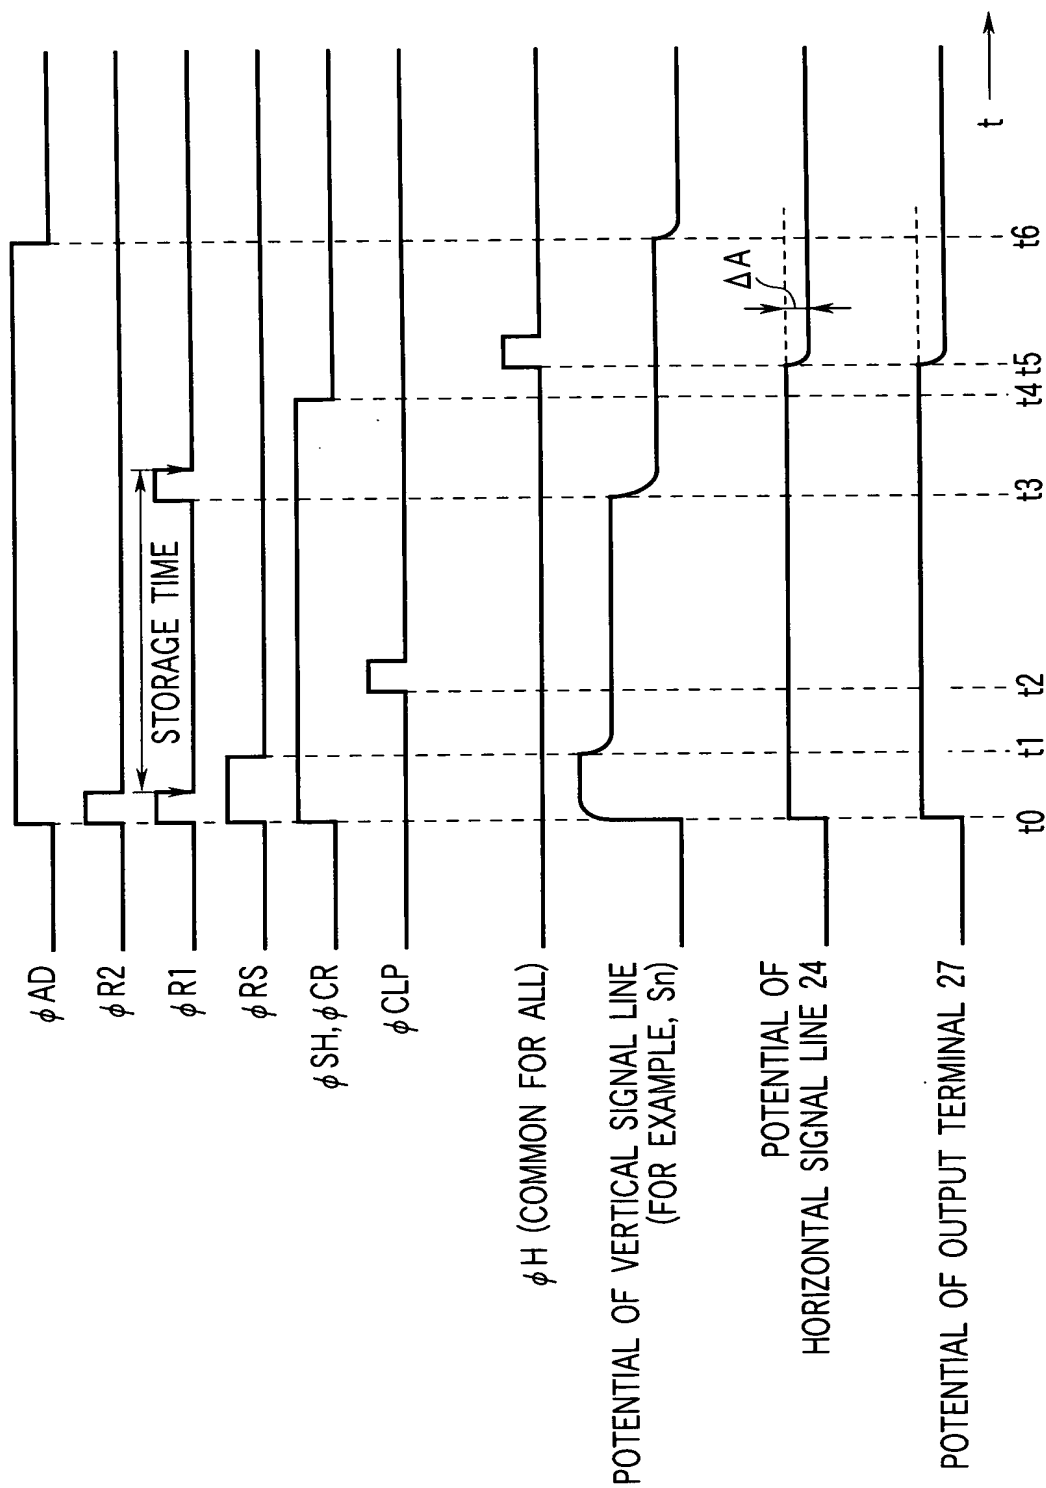 ϕAD
ϕR2
ϕR1
ϕRS
ϕSH, ϕCR
ϕCLP
ϕH (COMMON FOR ALL)
POTENTIAL OF VERTICAL SIGNAL LINE
(FOR EXAMPLE, Sn)
POTENTIAL OF
HORIZONTAL SIGNAL LINE 24
POTENTIAL OF OUTPUT TERMINAL 27
STORAGE TIME
ΔA
t0
t1
t2
t3
t4
t5
t6
t